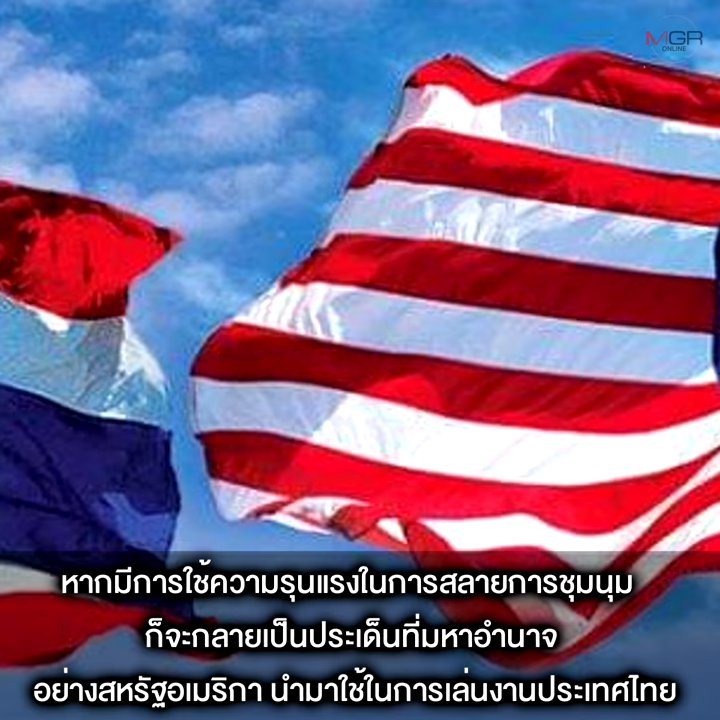 MGR
ONLINE
หากมีการใช้ความรุนแรงในการสลายการชุมนุม
ก็จะกลายเป็นประเด็นที่มหาอำนาจ
อย่างสหรัฐอเมริกา นำมาใช้ในการเล่นงานประเทศไทย